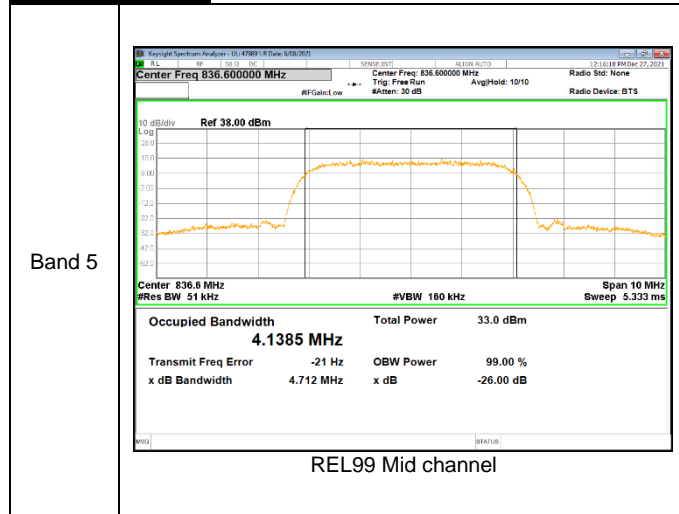 Keysight Spectrum Analyzer - UL: 47989 \ R Date: 6/08/2021
RL RF 50 Ω DC SENSE:INT ALIGN AUTO 12:16:18 PM Dec 27, 2021
Center Freq 836.600000 MHz Center Freq: 836.600000 MHz Radio Std: None
Trig: Free Run Avg|Hold: 10/10
#IFGain:Low #Atten: 30 dB Radio Device: BTS
10 dB/div Ref 38.00 dBm
Log
28.0
18.0
8.00
-2.00
-12.0
-22.0
-32.0
-42.0
-52.0
Center 836.6 MHz Span 10 MHz
#Res BW 51 kHz #VBW 160 kHz Sweep 5.333 ms
Occupied Bandwidth Total Power 33.0 dBm
4.1385 MHz
Transmit Freq Error -21 Hz OBW Power 99.00 %
x dB Bandwidth 4.712 MHz x dB -26.00 dB
MSG STATUS
Band 5
REL99 Mid channel